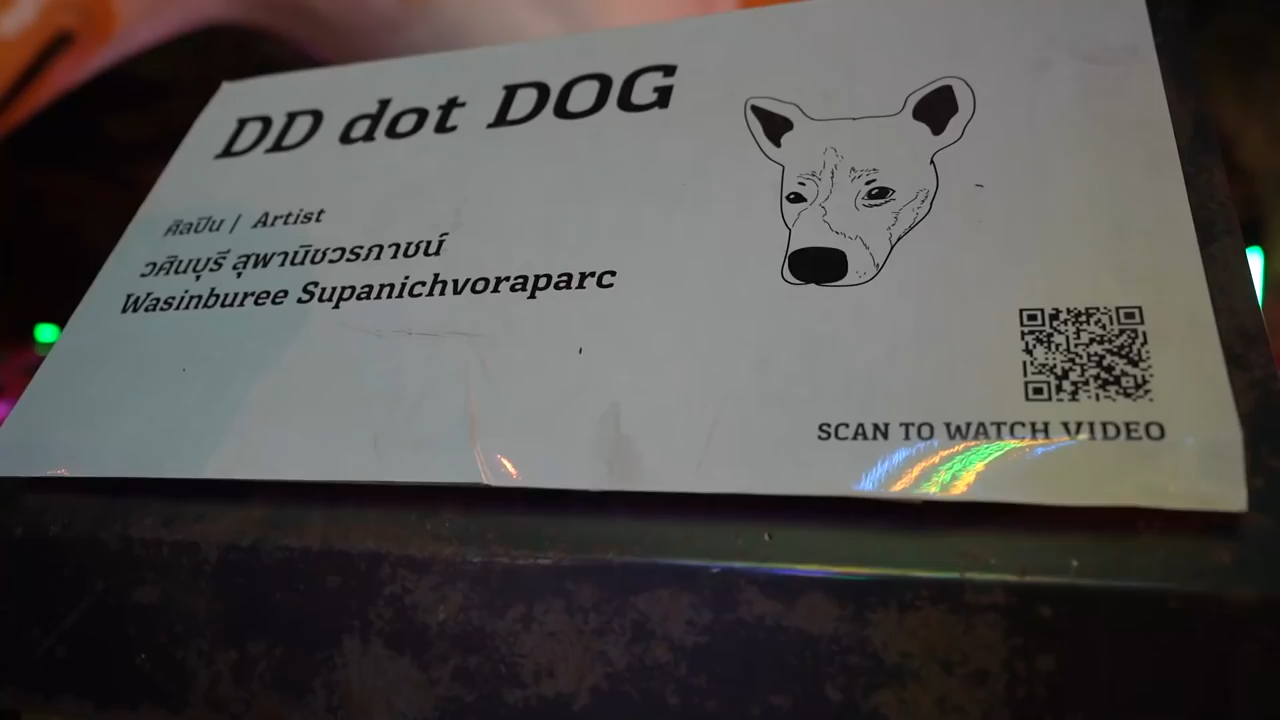 DD dot DOG
ศิลปิน / Artist
วศินบุรี สุพานิชวรภาชน์
Wasinburee Supanichvoraparc
SCAN TO WATCH VIDEO